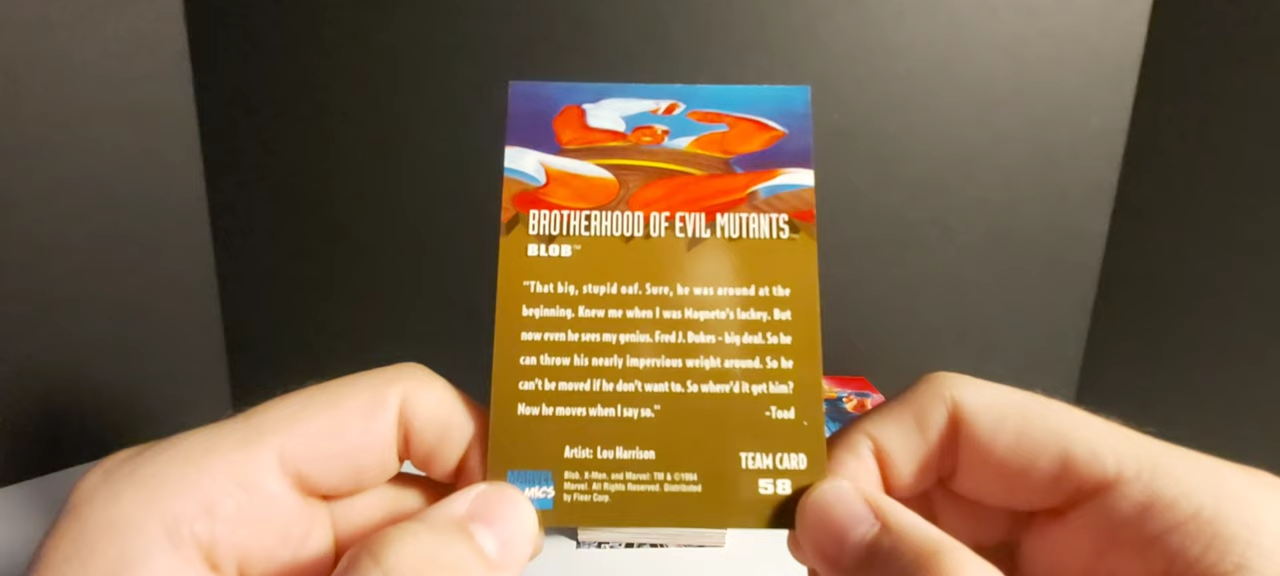 BROTHERHOOD OF EVIL MUTANTS
BLOB™
"That big, stupid oaf. Sure, he was around at the
beginning. Knew me when I was Magneto's lackey. But
now even he sees my genius. Fred J. Dukes - big deal. So he
can throw his nearly impervious weight around. So he
can't be moved if he don't want to. So where'd it get him?
Now he moves when I say so." -Toad
Artist: Lou Harrison
TEAM CARD
58
MARVEL
MICS
Blob, X-Men, and Marvel: TM & ©1994
Marvel. All Rights Reserved. Distributed
by Fleer Corp.